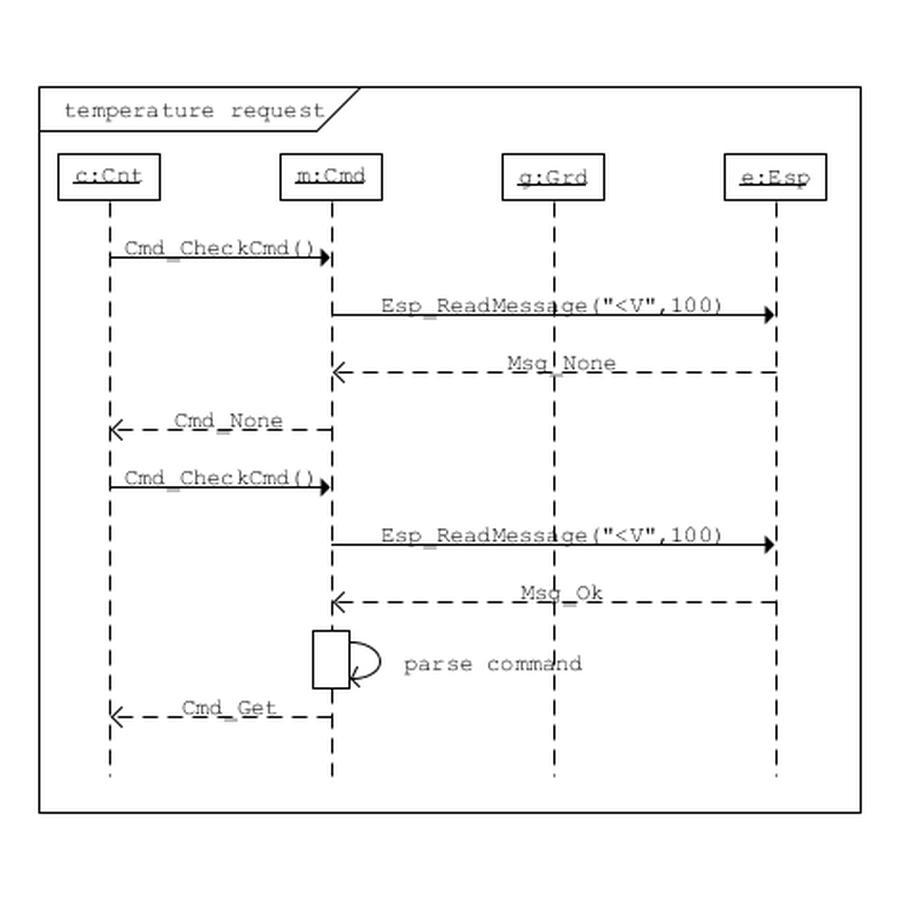 temperature request
c:Cnt
m:Cmd
g:Grd
e:Esp
Cmd_CheckCmd()
Esp_ReadMessage("<V",100)
Msg_None
Cmd_None
Cmd_CheckCmd()
Esp_ReadMessage("<V",100)
Msg_Ok
parse command
Cmd_Get